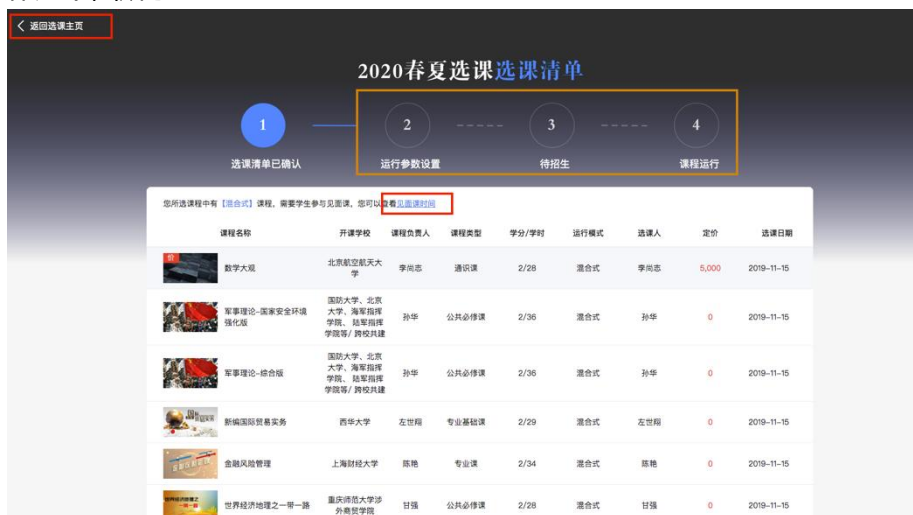 返回选课主页
2020春夏选课选课清单
1 2 3 4
选课清单已确认 运行参数设置 待招生 课程运行
您所选课程中有【混合式】课程，需要学生参与见面课，您可以查看见面课时间
课程名称 开课学校 课程负责人 课程类型 学分/学时 运行模式 选课人 定价 选课日期
价
数学大观 北京航空航天大
学 李尚志 通识课 2/28 混合式 李尚志 5,000 2019-11-15
国防大学、北京
军事理论-国家安全环境 大学、海军指挥
强化版 学院、陆军指挥 孙华 公共必修课 2/36 混合式 孙华 0 2019-11-15
学院等/ 跨校共建
国防大学、北京
大学、海军指挥
军事理论-综合版 学院、陆军指挥 孙华 公共必修课 2/36 混合式 孙华 0 2019-11-15
学院等/ 跨校共建
新编国际贸易实务 西华大学 左世翔 专业基础课 2/29 混合式 左世翔 0 2019-11-15
金融风险管理 上海财经大学 陈艳 专业课 2/34 混合式 陈艳 0 2019-11-15
世界经济地理之一带一路 重庆师范大学涉
外商贸学院 甘强 公共必修课 2/28 混合式 甘强 0 2019-11-15